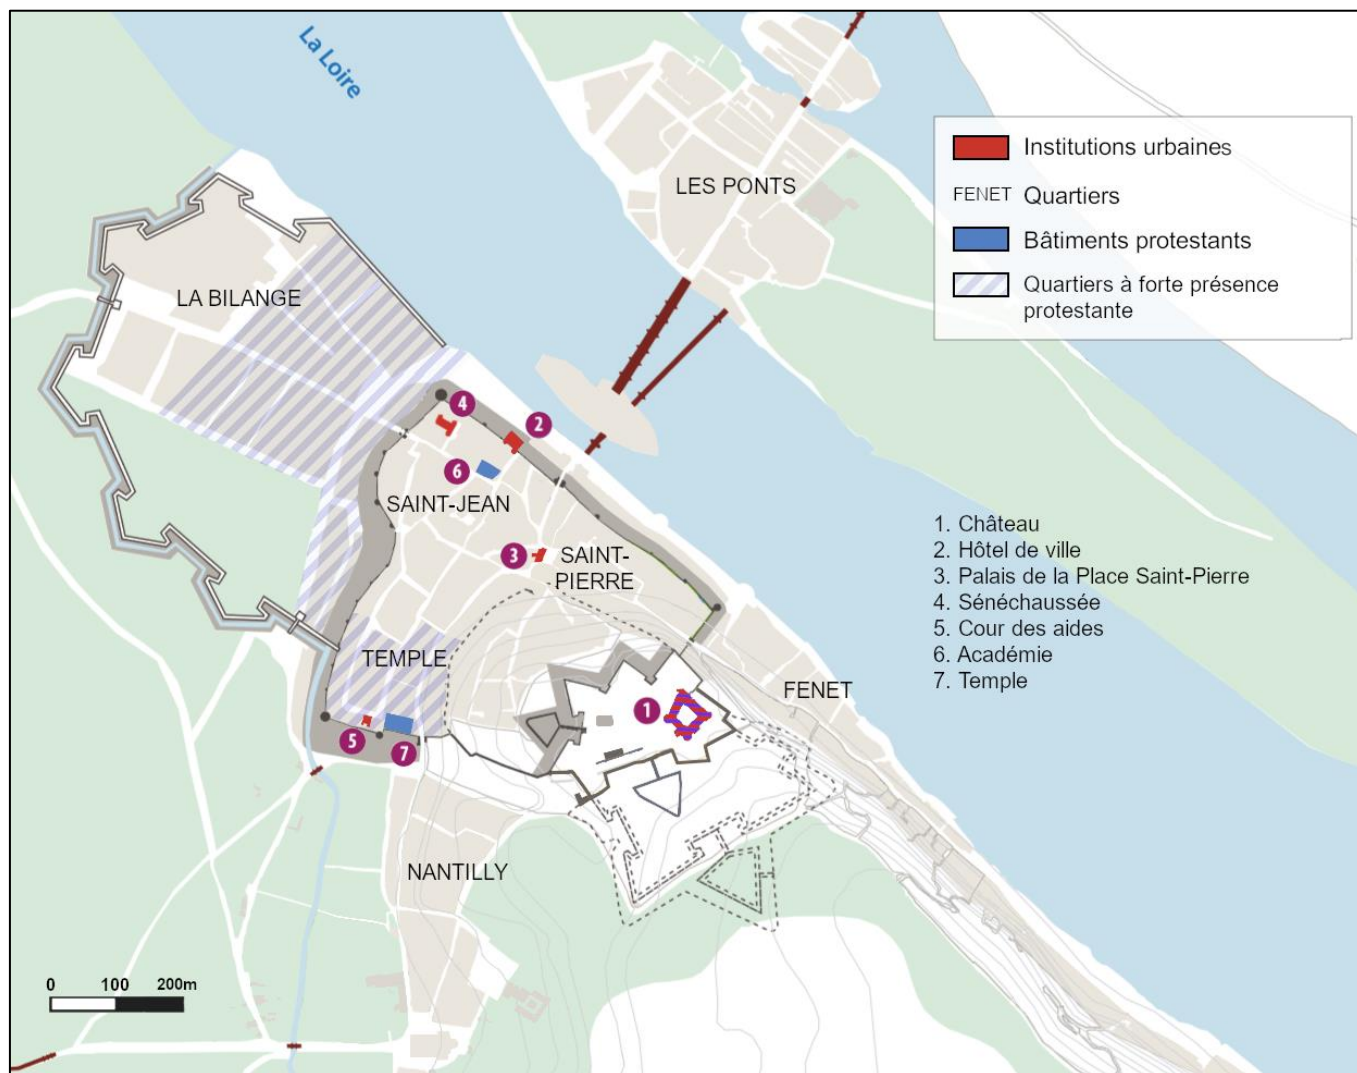 La Loire
LES PONTS
Institutions urbaines
FENET Quartiers
Bâtiments protestants
Quartiers à forte présence
protestante
LA BILANGE
4
2
6
SAINT-JEAN
3
SAINT-
PIERRE
1. Château
2. Hôtel de ville
3. Palais de la Place Saint-Pierre
4. Sénéchaussée
5. Cour des aides
6. Académie
7. Temple
TEMPLE
FENET
1
5
7
NANTILLY
0 100 200m